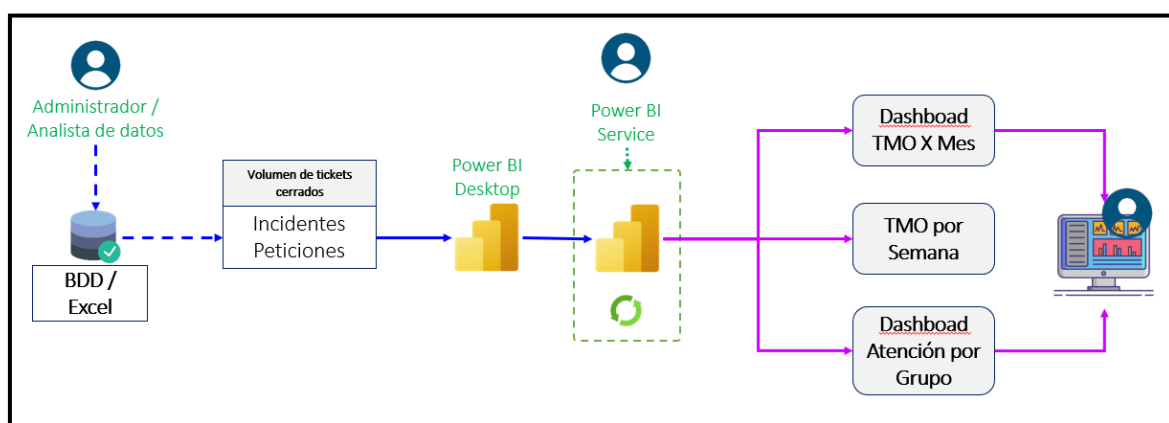 Administrador /
Analista de datos
BDD /
Excel
Volumen de tickets
cerrados
Incidentes
Peticiones
Power BI
Desktop
Power BI
Service
Dashboad
TMO X Mes
TMO por
Semana
Dashboad
Atención por
Grupo